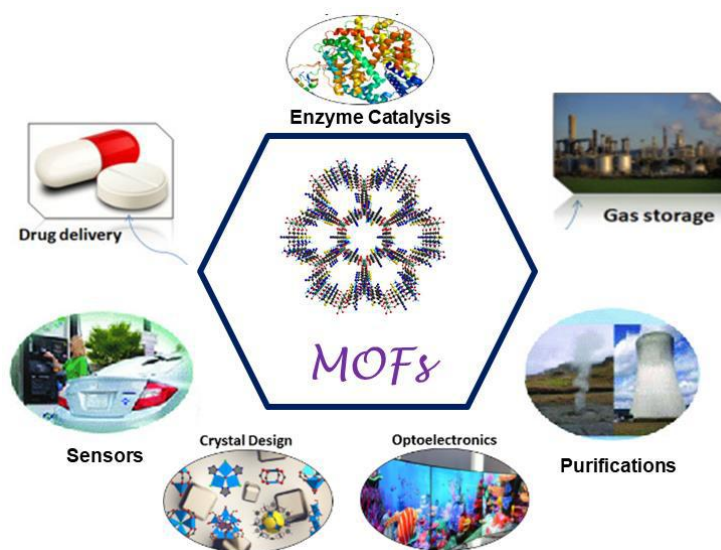 Enzyme Catalysis
Drug delivery
Gas storage
MOFs
Sensors
Crystal Design
Optoelectronics
Purifications